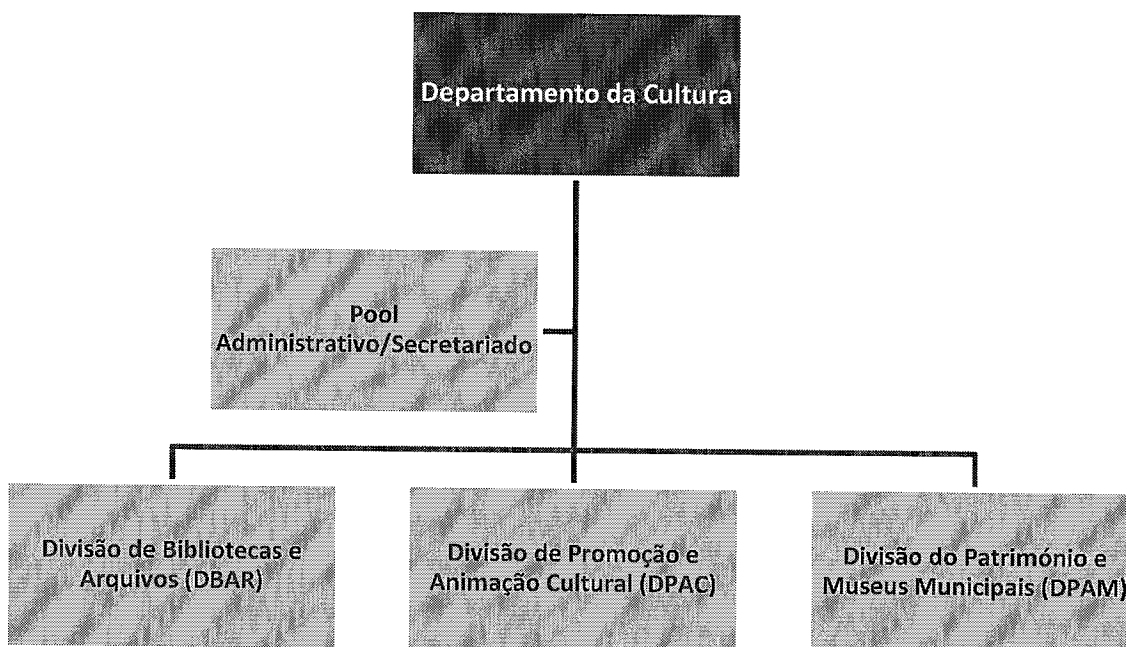 Departamento da Cultura
Pool
Administrativo/Secretariado
Divisão de Bibliotecas e
Arquivos (DBAR)
Divisão de Promoção e
Animação Cultural (DPAC)
Divisão do Património e
Museus Municipais (DPAM)